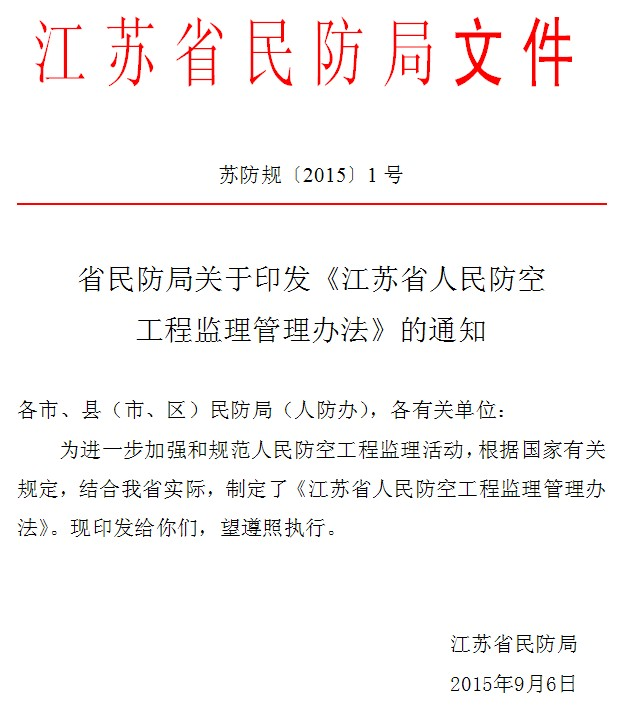 江苏省民防局文件
苏防规〔2015〕1 号
省民防局关于印发《江苏省人民防空
工程监理管理办法》的通知
各市、县（市、区）民防局（人防办），各有关单位：
为进一步加强和规范人民防空工程监理活动，根据国家有关
规定，结合我省实际，制定了《江苏省人民防空工程监理管理办
法》。现印发给你们，望遵照执行。
江苏省民防局
2015年9月6日